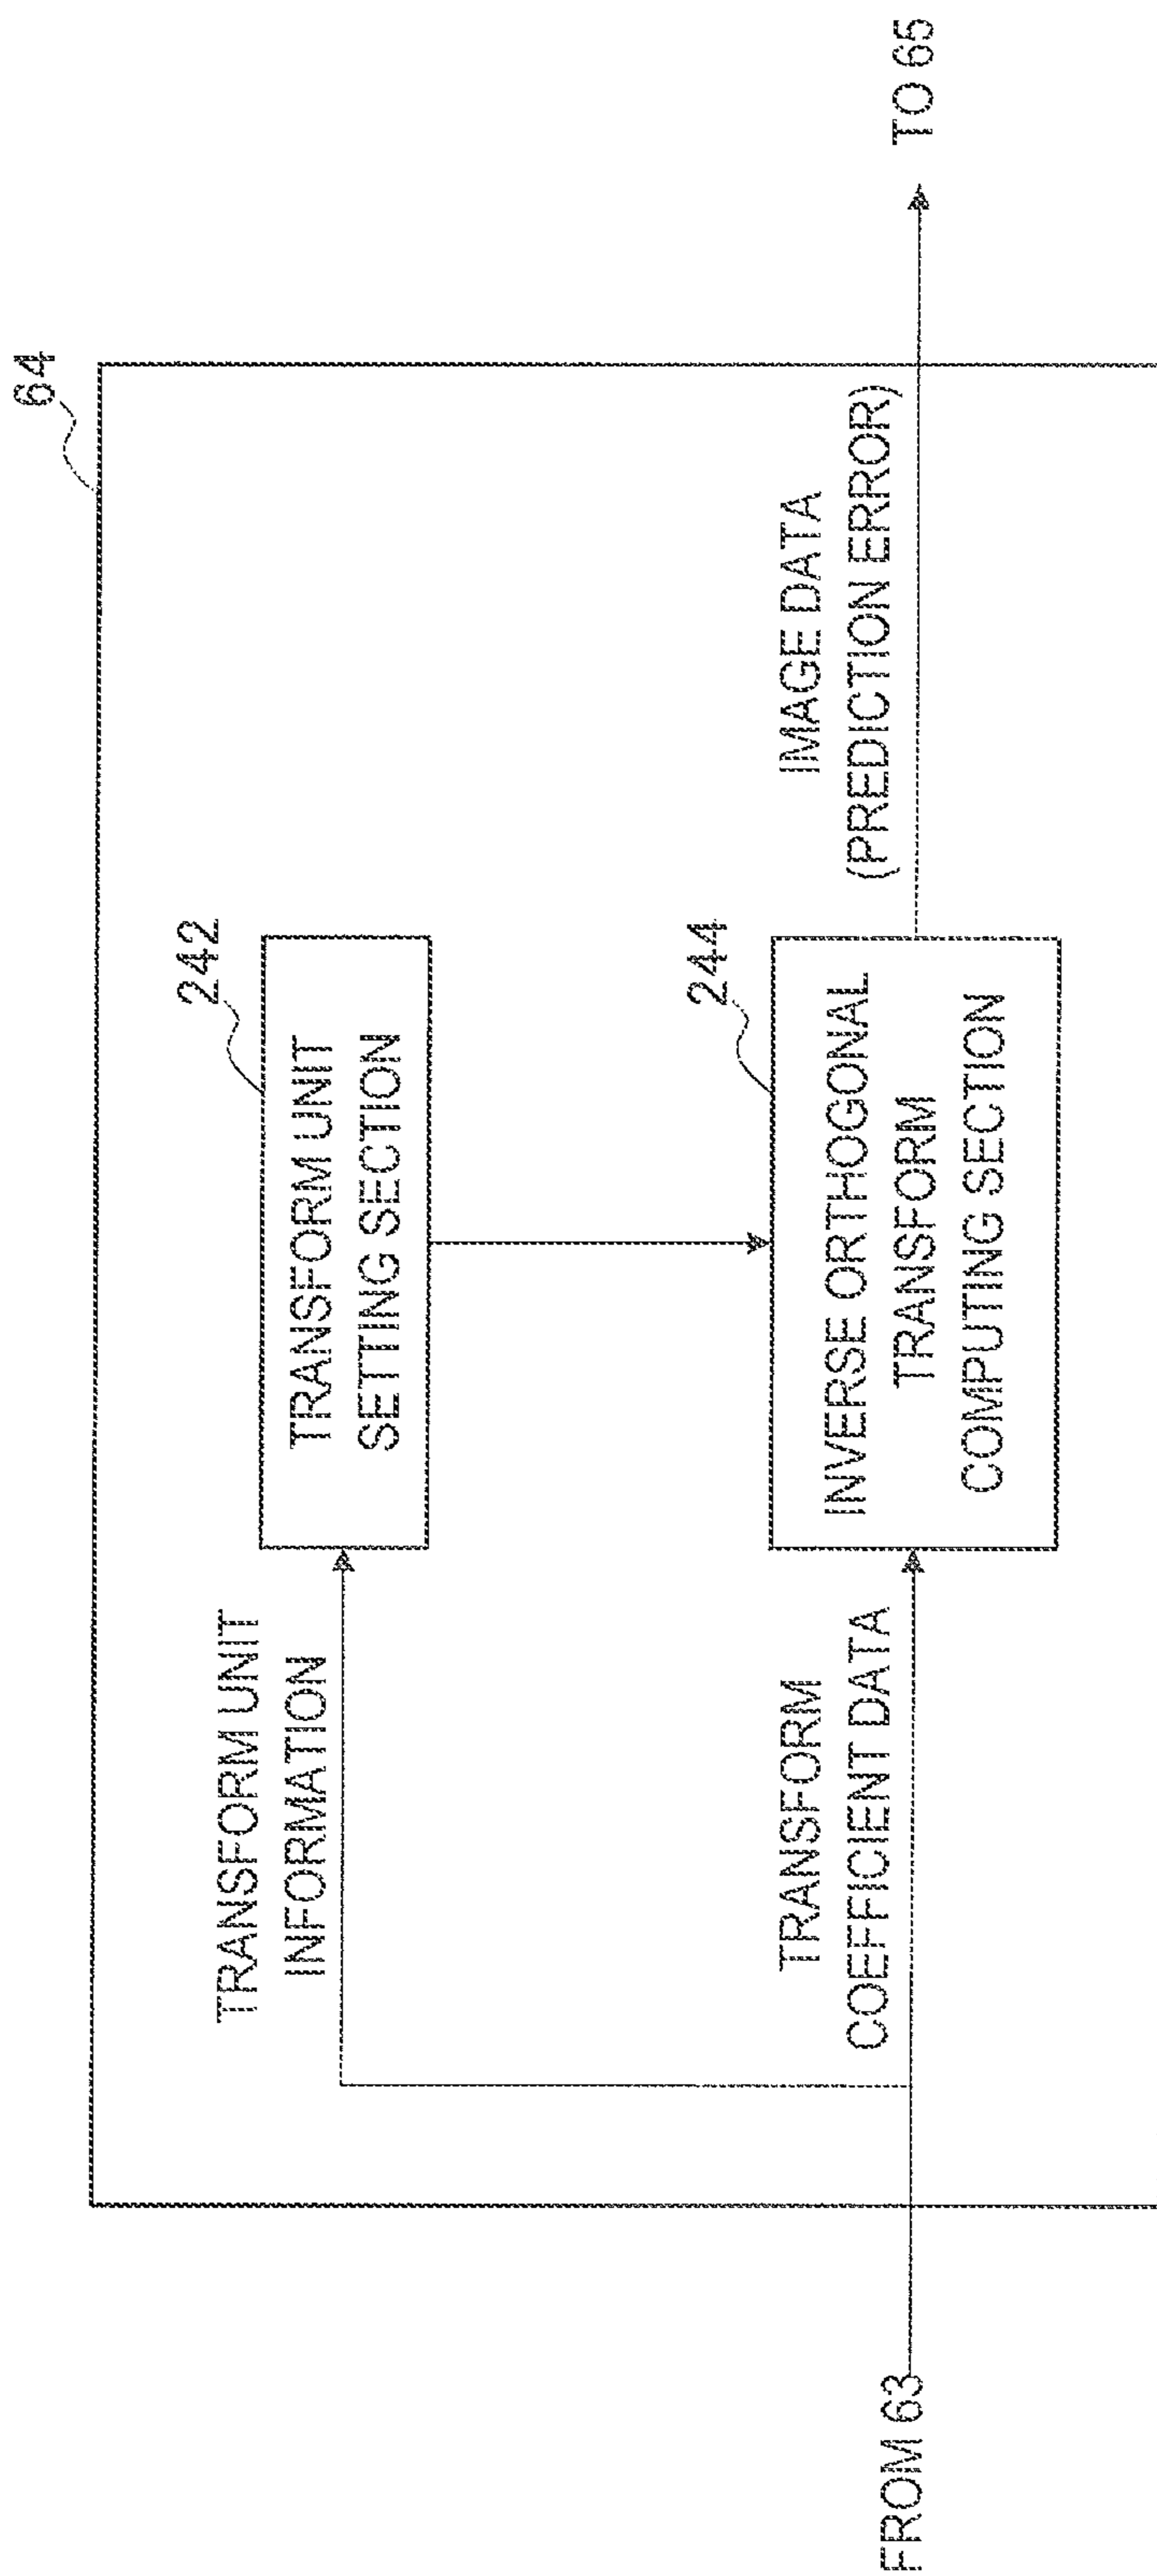 64
242
TRANSFORM UNIT
INFORMATION
TRANSFORM UNIT
SETTING SECTION
244
FROM 63
TRANSFORM
COEFFICIENT DATA
INVERSE ORTHOGONAL
TRANSFORM
COMPUTING SECTION
IMAGE DATA
(PREDICTION ERROR)
TO 65